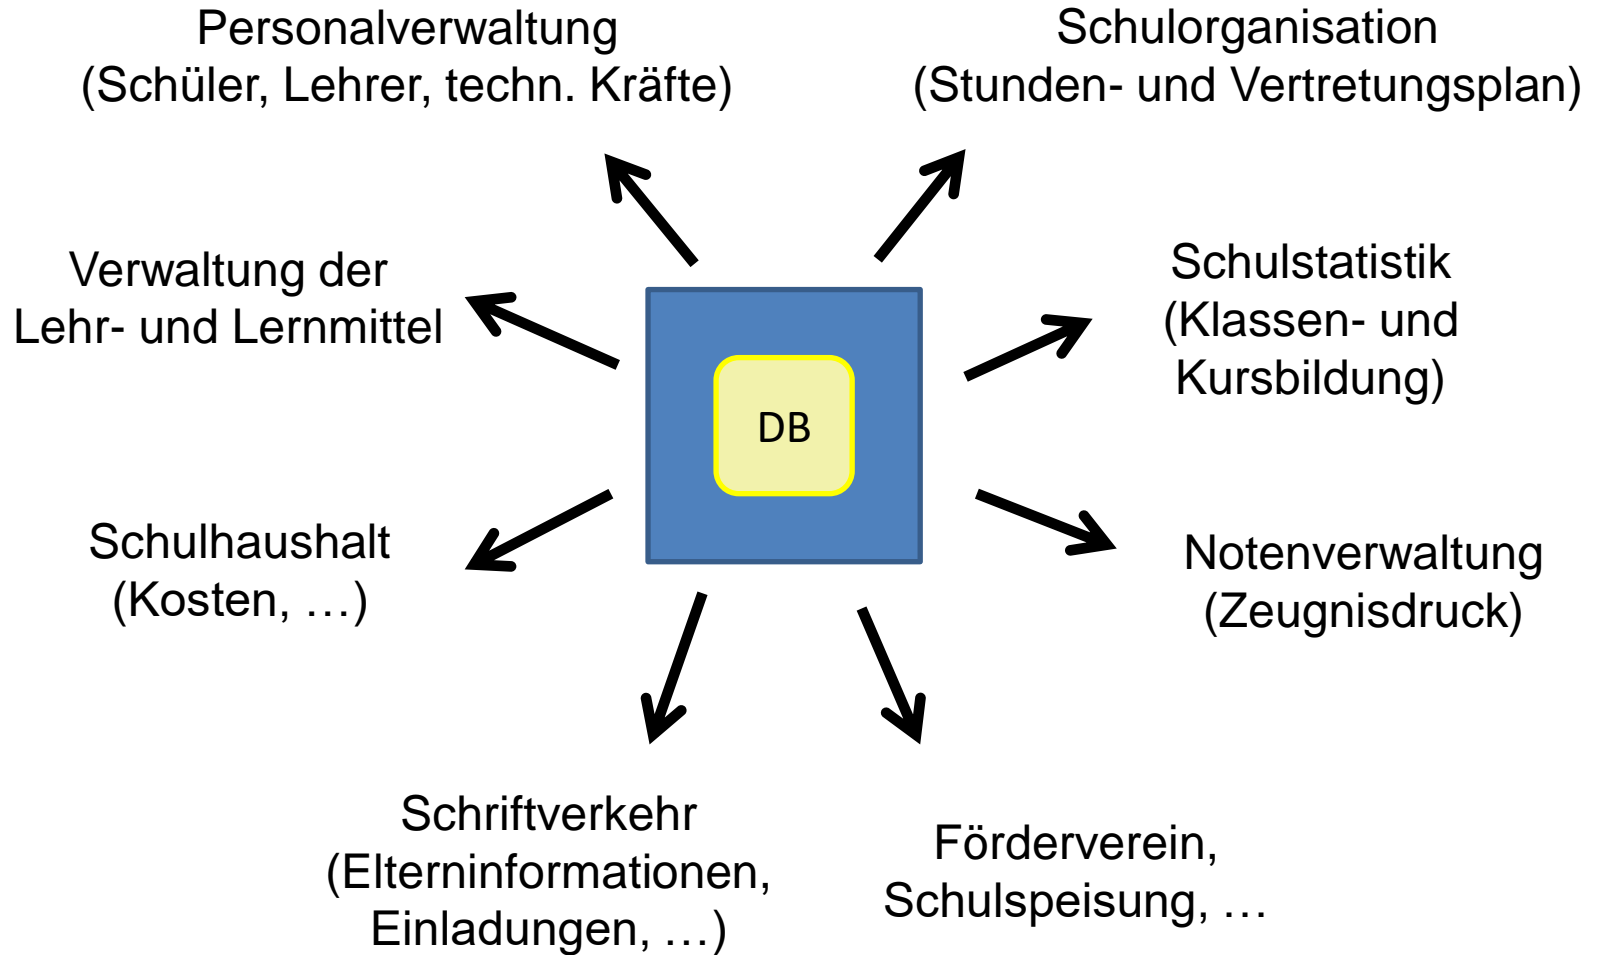 Personalverwaltung
(Schüler, Lehrer, techn. Kräfte)
Schulorganisation
(Stunden- und Vertretungsplan)
Verwaltung der
Lehr- und Lernmittel
Schulstatistik
(Klassen- und
Kursbildung)
DB
Schulhaushalt
(Kosten, …)
Notenverwaltung
(Zeugnisdruck)
Schriftverkehr
(Elterninformationen,
Einladungen, …)
Förderverein,
Schulspeisung, …